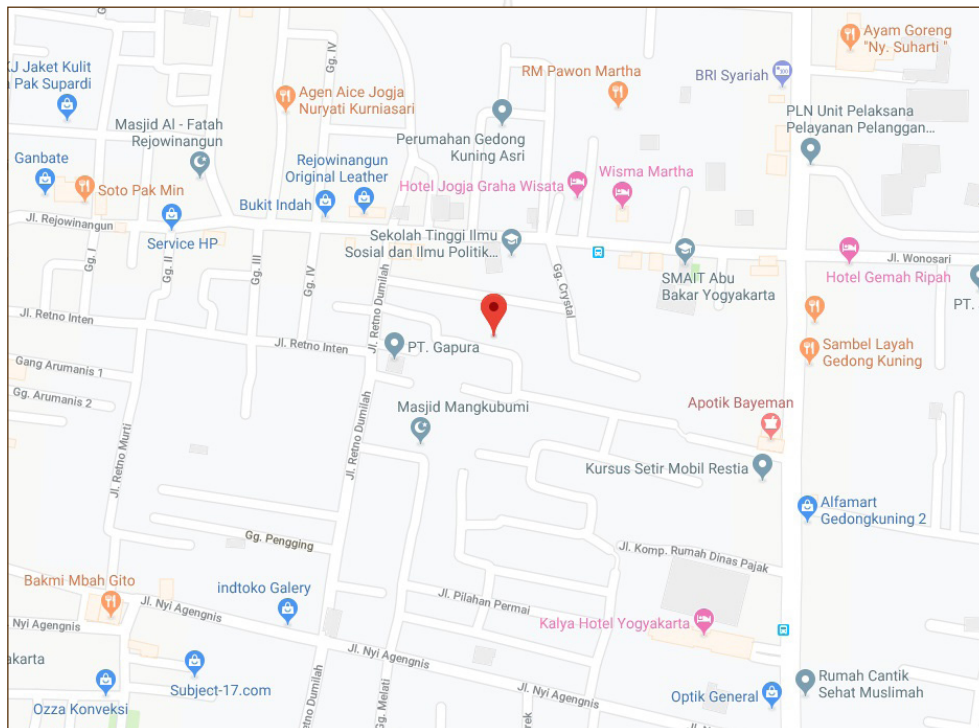 Ayam Goreng
"Ny. Suharti "
KJ Jaket Kulit
Pak Supardi
Gg. IV
RM Pawon Martha
BRI Syariah
Agen Aice Jogja
Nuryati Kurniasari
Masjid Al - Fatah
Rejowinangun
Perumahan Gedong
Kuning Asri
PLN Unit Pelaksana
Pelayanan Pelanggan...
Ganbate
Soto Pak Min
Rejowinangun
Original Leather
Bukit Indah
Hotel Jogja Graha Wisata
Wisma Martha
Jl. Rejowinangun
Service HP
Sekolah Tinggi Ilmu
Sosial dan Ilmu Politik...
SMAIT Abu
Bakar Yogyakarta
Jl. Wonosari
Hotel Gemah Ripah
PT.
Gg. I
Gg. II
Gg. III
Gg. IV
Jl. Retno Dumilah
Gg. Crystal
Jl. Retno Inten
Jl. Retno Inten
PT. Gapura
Sambel Layah
Gedong Kuning
Gang Arumanis 1
Gg. Arumanis 2
Masjid Mangkubumi
Apotik Bayeman
Jl. Retno Murti
Jl. Retno Dumilah
Kursus Setir Mobil Restia
Alfamart
Gedongkuning 2
Gg. Pengging
Jl. Komp. Rumah Dinas Pajak
Bakmi Mbah Gito
indtoko Galery
Jl. Nyi Agengnis
Jl. Pilahan Permai
Kalya Hotel Yogyakarta
Nyi Agengnis
Jl. Nyi Agengnis
yakarta
Subject-17.com
Ozza Konveksi
etno Dumilah
Gg. Melati
Jl. Nyi Agengnis
rek
Optik General
Rumah Cantik
Sehat Muslimah